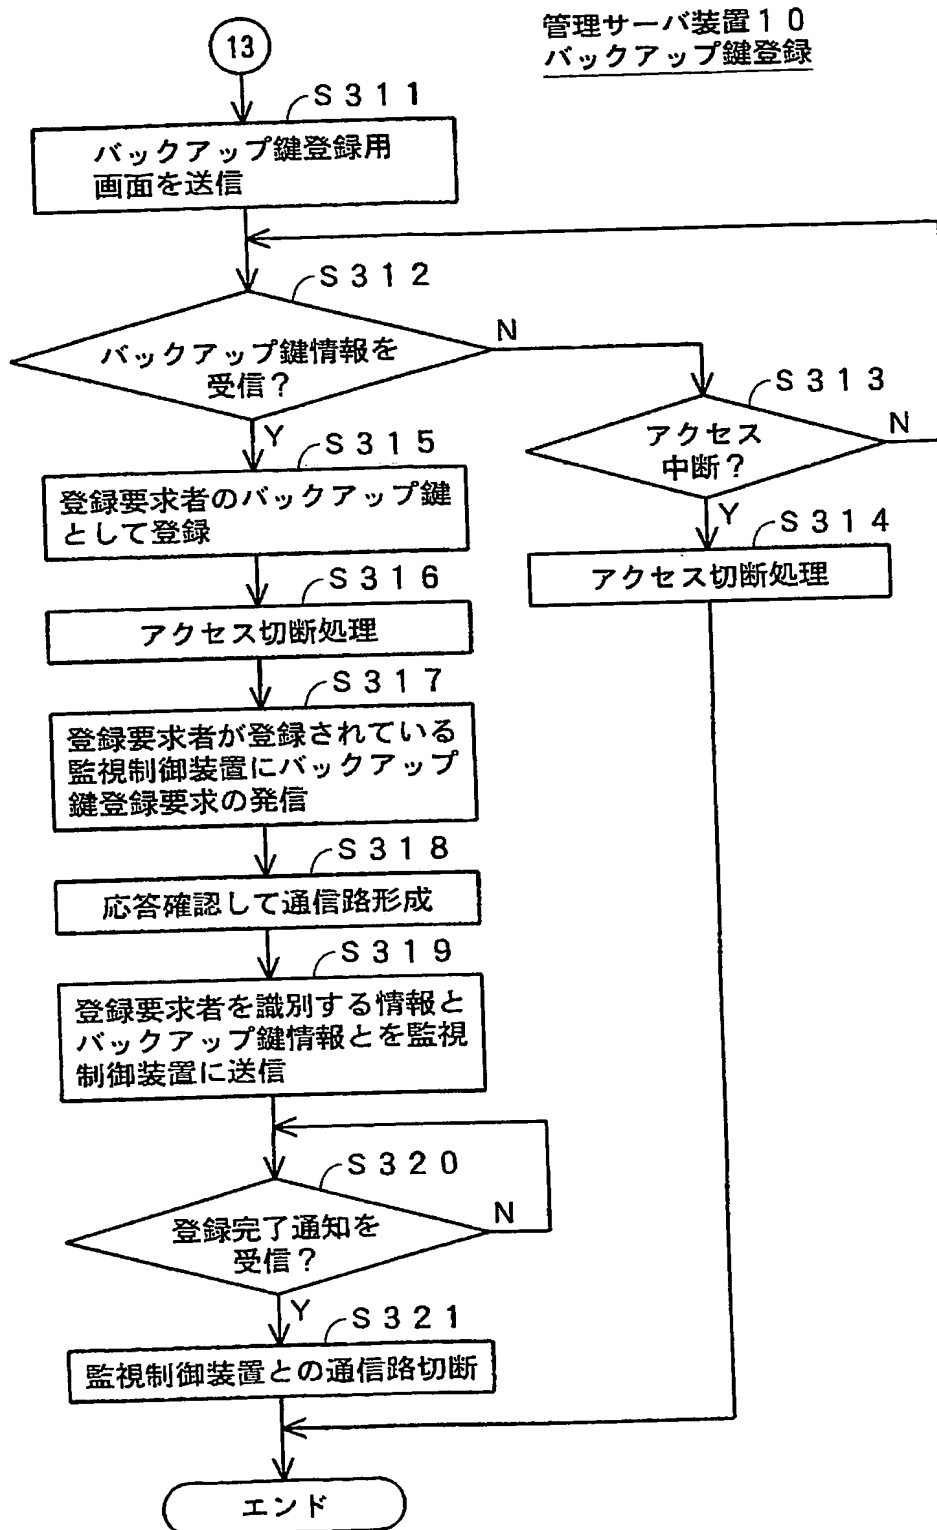 管理サーバ装置１０
バックアップ鍵登録
13
S311
バックアップ鍵登録用
画面を送信
S312
バックアップ鍵情報を
受信？
N
Y
S313
アクセス
中断？
N
Y
S314
アクセス切断処理
S315
登録要求者のバックアップ鍵
として登録
S316
アクセス切断処理
S317
登録要求者が登録されている
監視制御装置にバックアップ
鍵登録要求の発信
S318
応答確認して通信路形成
S319
登録要求者を識別する情報と
バックアップ鍵情報とを監視
制御装置に送信
S320
登録完了通知を
受信？
N
Y
S321
監視制御装置との通信路切断
エンド